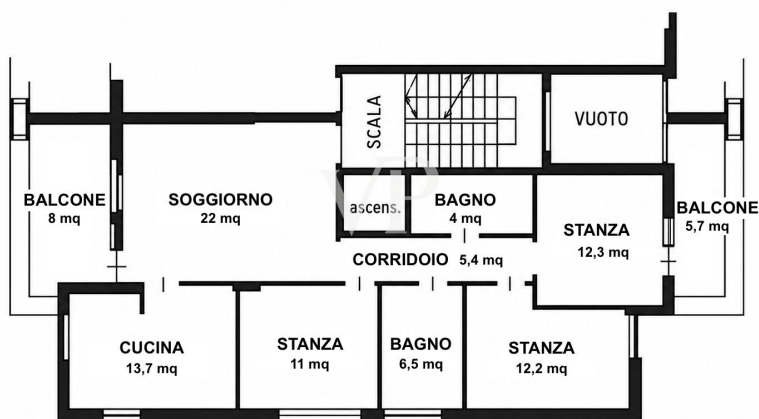 SCALA
VUOTO
BALCONE
8 mq
SOGGIORNO
22 mq
VP
ascens.
BAGNO
4 mq
STANZA
12,3 mq
BALCONE
5,7 mq
CORRIDOIO 5,4 mq
CUCINA
13,7 mq
STANZA
11 mq
BAGNO
6,5 mq
STANZA
12,2 mq